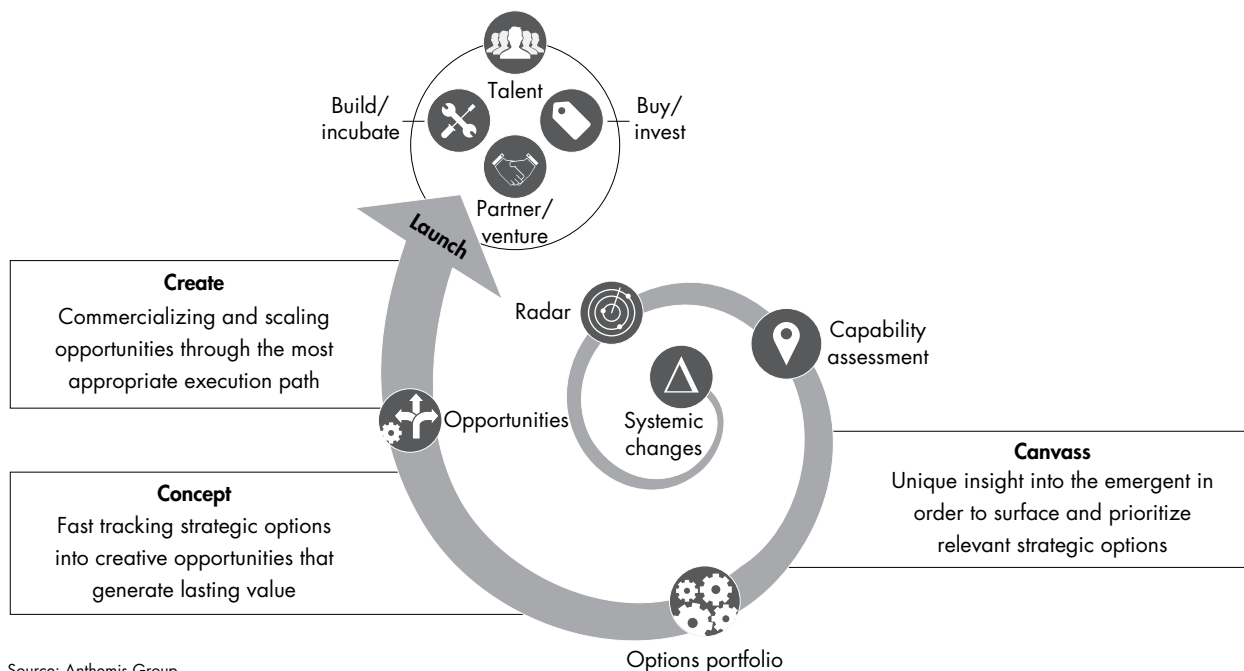 Talent
Build/
incubate
Buy/
invest
Partner/
venture
Launch
Create
Commercializing and scaling
opportunities through the most
appropriate execution path
Radar
Capability
assessment
Systemic
changes
Opportunities
Concept
Fast tracking strategic options
into creative opportunities that
generate lasting value
Canvass
Unique insight into the emergent in
order to surface and prioritize
relevant strategic options
Options portfolio
Source: Anthemis Group